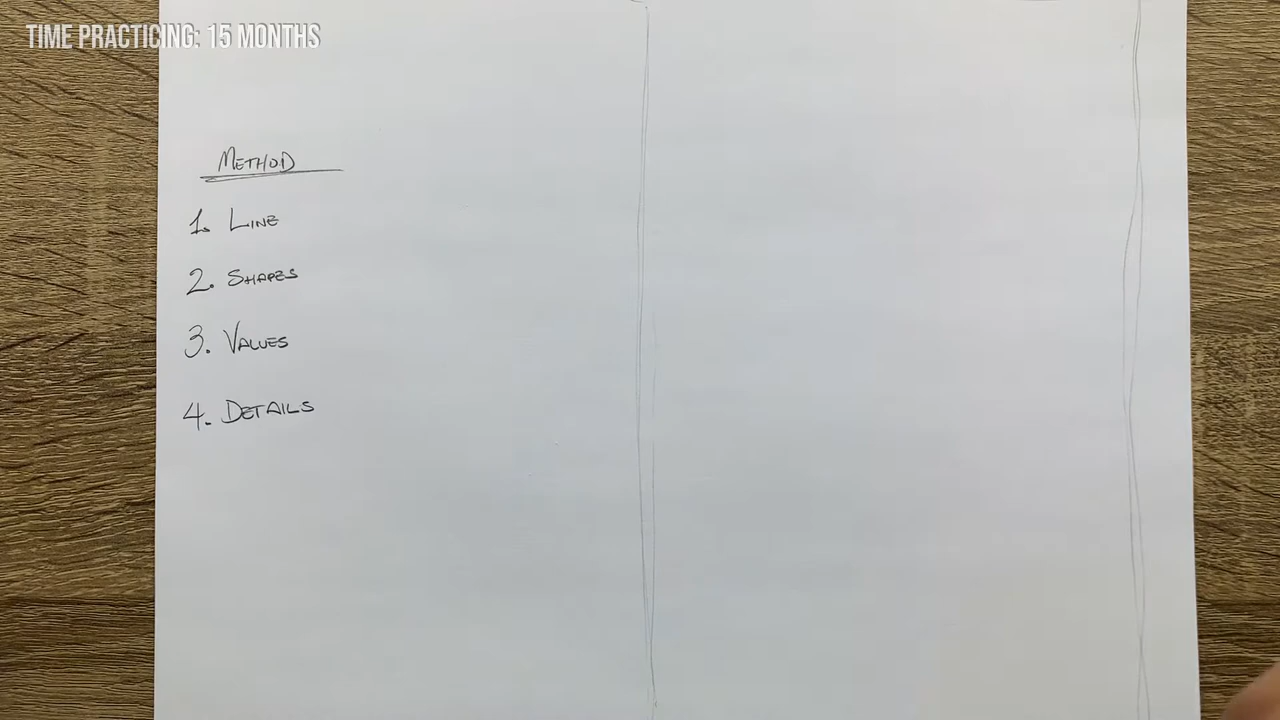 TIME PRACTICING: 15 MONTHS
METHOD
1. LINE
2. SHAPES
3. VALUES
4. DETAILS